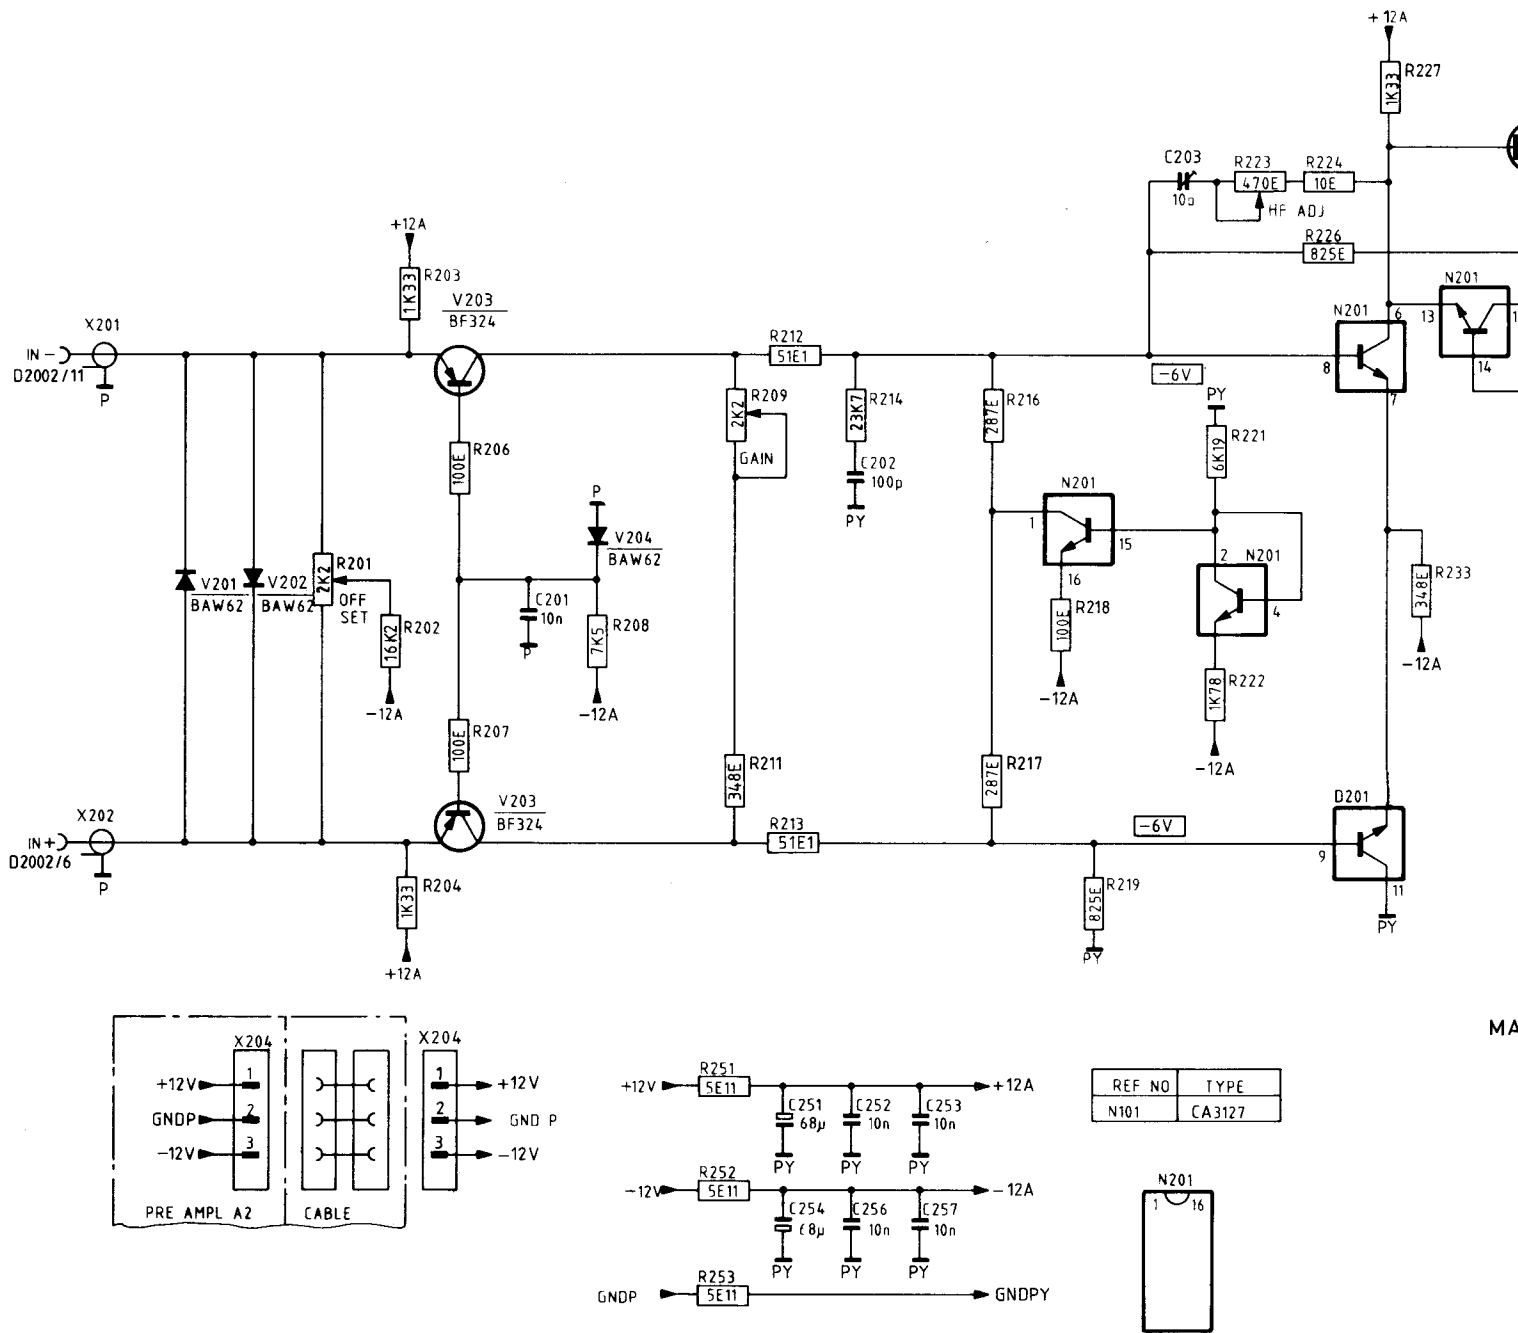 +12A
R227
1K33
C203
10p
R223
470E
R224
10E
HF ADJ
R226
825E
+12A
R203
1K33
V203
BF324
X201
IN-
D2002/11
P
R212
51E1
N201
6
8
7
N201
13
14
-6V
R209
2K2
GAIN
R214
23K7
C202
100p
PY
R216
287E
PY
R221
6K19
R206
100E
P
V204
BAW62
N201
1
15
16
2
N201
4
V201
BAW62
V202
BAW62
R201
2K2
OFF
SET
R202
16K2
-12A
C201
10n
P
R208
7K5
-12A
R218
100E
-12A
R222
1K78
-12A
R233
348E
-12A
R207
100E
R211
348E
R217
287E
X202
IN+
D2002/6
P
V203
BF324
R213
51E1
-6V
D201
9
11
PY
R204
1K33
+12A
R219
825E
PY
MA
X204
X204
+12V
1
1
+12V
GNDP
2
2
GND P
-12V
3
3
-12V
PRE AMPL A2
CABLE
+12V
R251
5E11
+12A
C251
68µ
C252
10n
C253
10n
PY
PY
PY
-12V
R252
5E11
-12A
C254
68µ
C256
10n
C257
10n
PY
PY
PY
GNDP
R253
5E11
GNDPY
REF NO TYPE
N101 CA3127
N201
1 16